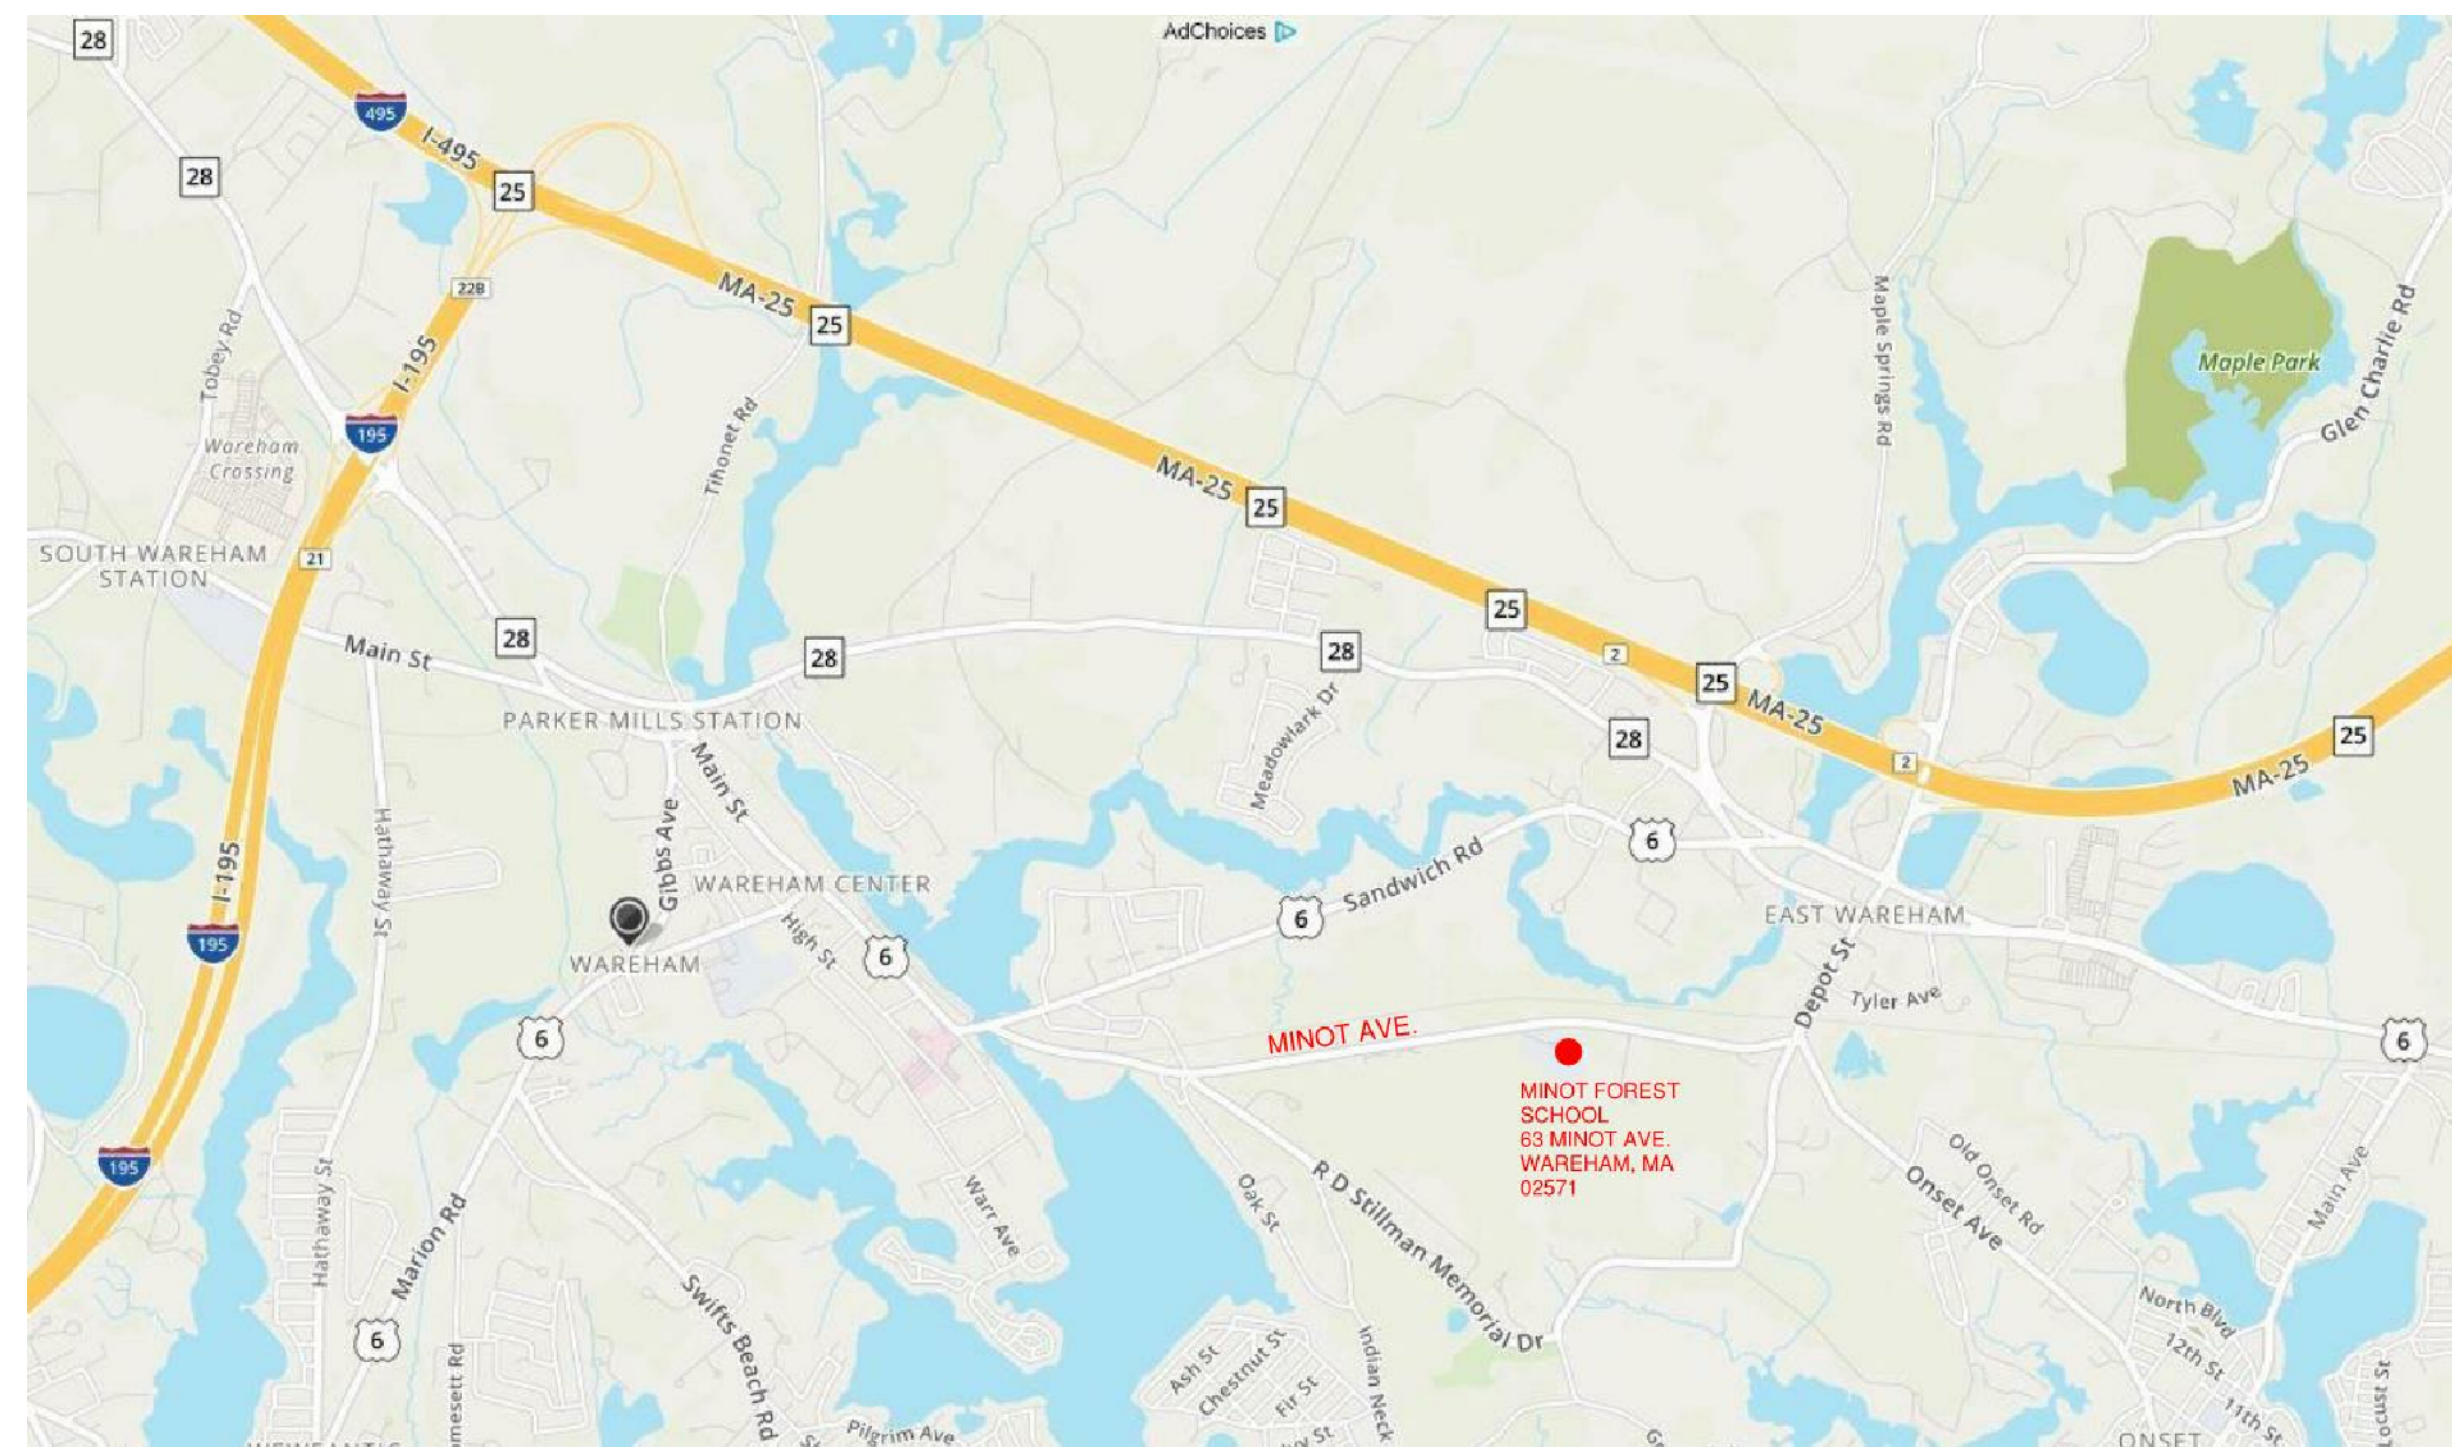 AdChoices
28
495
I-495
28
25
22B
MA-25
25
I-195
Tobey Rd
Maple Springs Rd
Maple Park
Glen Charlie Rd
195
Wareham
Crossing
Tihonet Rd
MA-25
25
SOUTH WAREHAM
STATION
21
25
Main St
28
28
28
2
25
MA-25
PARKER MILLS STATION
Meadowlark Dr
28
25
2
MA-25
Main St
Gibbs Ave
Hathaway St
6
I-195
WAREHAM CENTER
Sandwich Rd
6
EAST WAREHAM
195
WAREHAM
High St
6
Depot St
Tyler Ave
6
MINOT AVE.
6
MINOT FOREST
SCHOOL
63 MINOT AVE.
WAREHAM, MA
02571
195
Hathaway St
Marion Rd
Warr Ave
Oak St
R D Stillman Memorial Dr
Old Onset Rd
Onset Ave
Main Ave
6
Swifts Beach Rd
North Blvd
12th St
11th St
Ash St
Chestnut St
Fir St
Indian Neck
Pilgrim Ave
omesett Rd
ocust St
ONSET